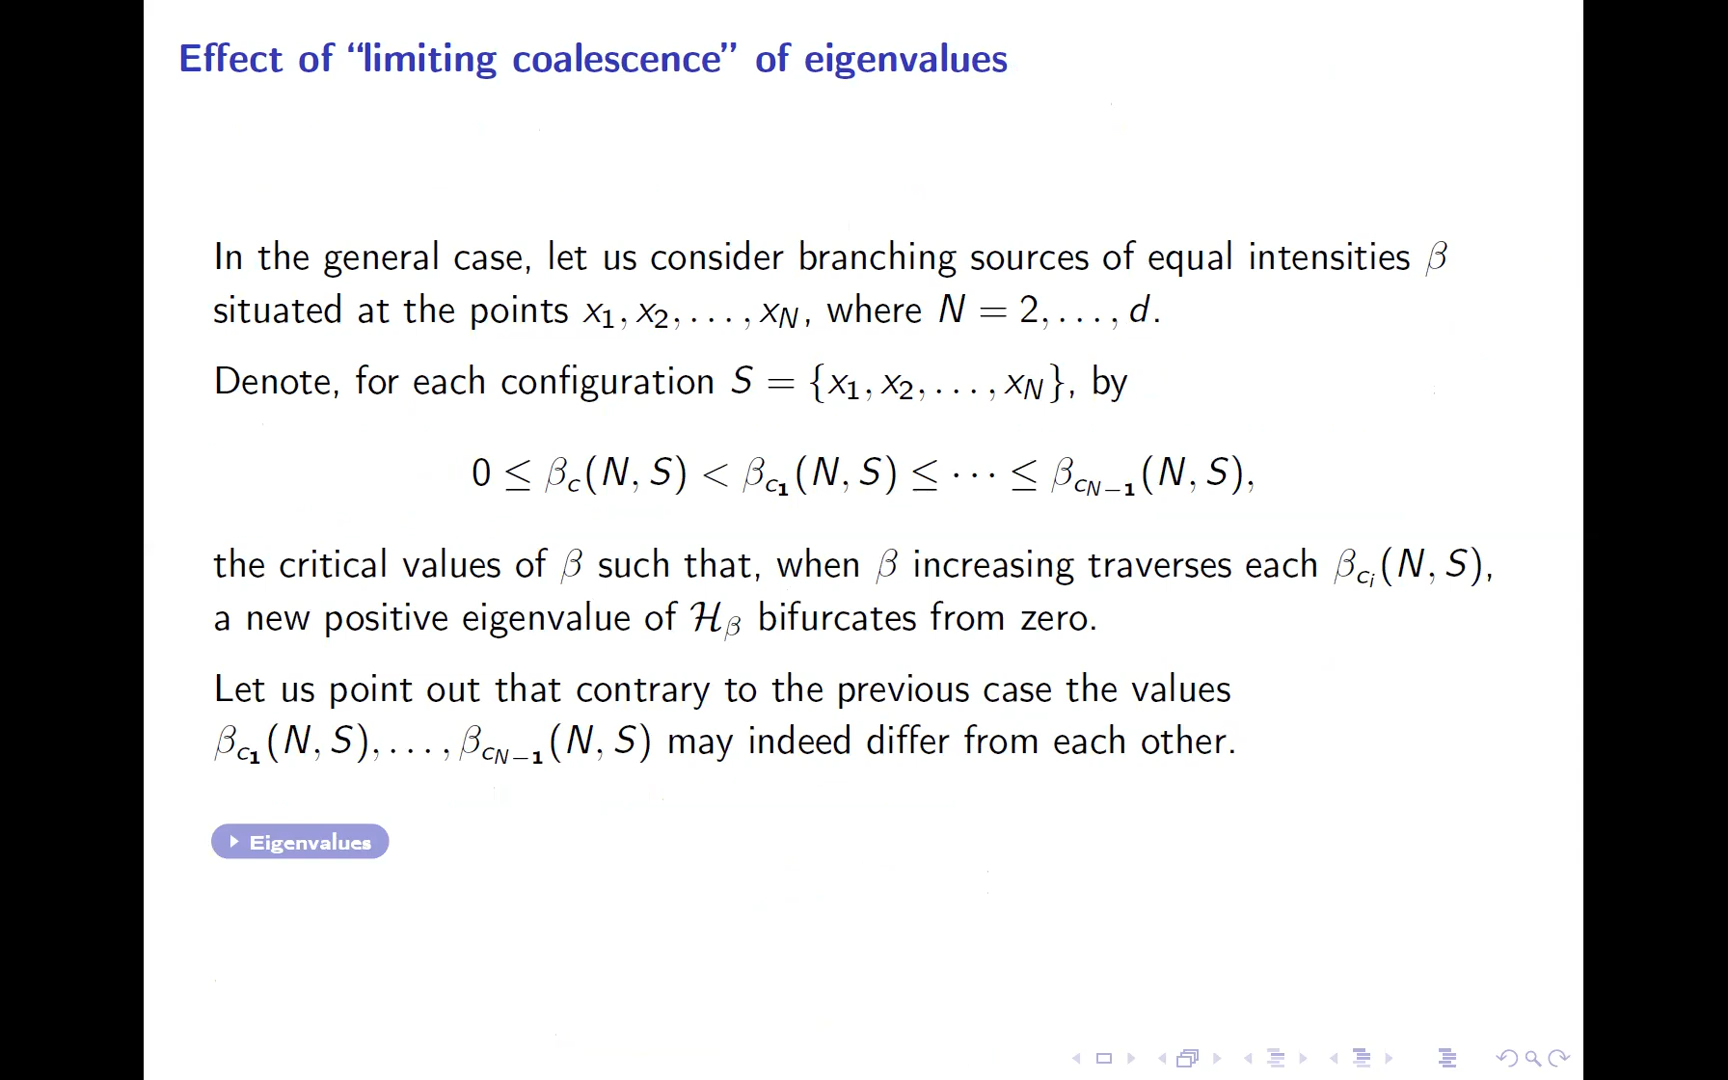 Effect of “limiting coalescence” of eigenvalues
In the general case, let us consider branching sources of equal intensities β
situated at the points x₁, x₂, . . . , x_N, where N = 2, . . . , d.
Denote, for each configuration S = {x₁, x₂, . . . , x_N}, by
0 ≤ β_c(N, S) < β_{c₁}(N, S) ≤ · · · ≤ β_{c_{N−1}}(N, S),
the critical values of β such that, when β increasing traverses each β_{c_i}(N, S),
a new positive eigenvalue of ℋ_β bifurcates from zero.
Let us point out that contrary to the previous case the values
β_{c₁}(N, S), . . . , β_{c_{N−1}}(N, S) may indeed differ from each other.
Eigenvalues